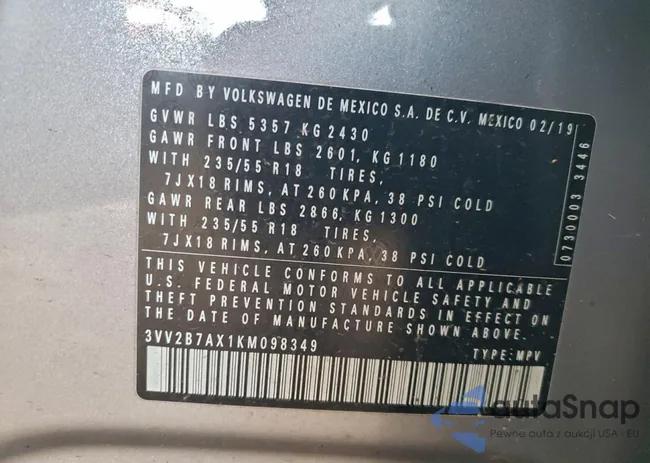 MFD BY VOLKSWAGEN DE MEXICO S.A. DE C.V. MEXICO 02/19
GVWR LBS 5357 KG 2430
GAWR FRONT LBS 2601, KG 1180
WITH 235/55 R18 TIRES,
7JX18 RIMS, AT 260 KPA, 38 PSI COLD
GAWR REAR LBS 2866, KG 1300
WITH 235/55 R18 TIRES,
7JX18 RIMS, AT 260 KPA, 38 PSI COLD
THIS VEHICLE CONFORMS TO ALL APPLICABLE
U.S. FEDERAL MOTOR VEHICLE SAFETY AND
THEFT PREVENTION STANDARDS IN EFFECT ON
THE DATE OF MANUFACTURE SHOWN ABOVE.
3VV2B7AX1KM098349 TYPE: MPV
0730003 3446
autaSnap
Pewne auta z aukcji USA - EU